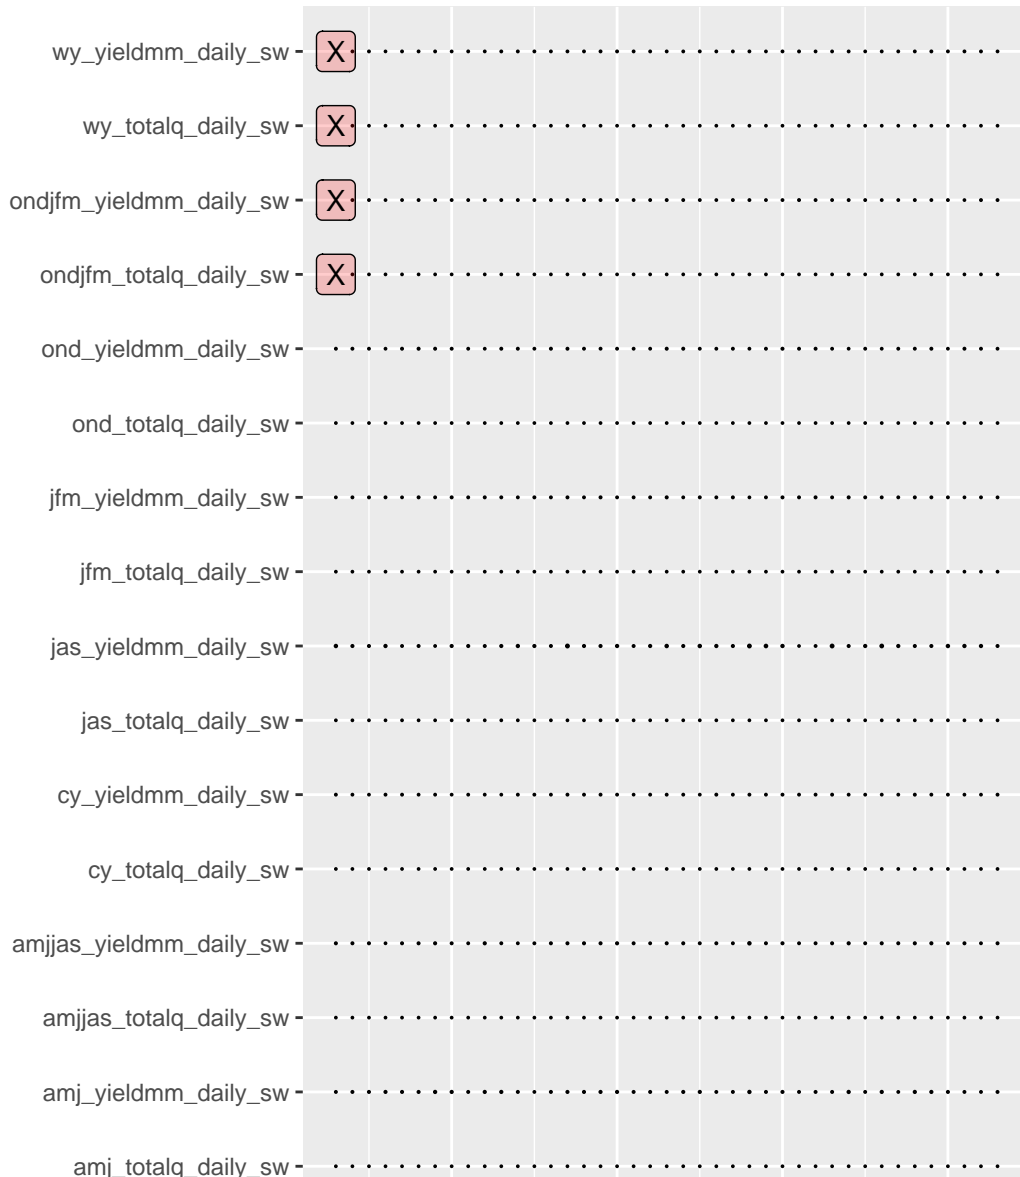 wy_yieldmm_daily_sw X
wy_totalq_daily_sw X
ondjfm_yieldmm_daily_sw X
ondjfm_totalq_daily_sw X
ond_yieldmm_daily_sw
ond_totalq_daily_sw
jfm_yieldmm_daily_sw
jfm_totalq_daily_sw
jas_yieldmm_daily_sw
jas_totalq_daily_sw
cy_yieldmm_daily_sw
cy_totalq_daily_sw
amjjas_yieldmm_daily_sw
amjjas_totalq_daily_sw
amj_yieldmm_daily_sw
amj_totalq_daily_sw